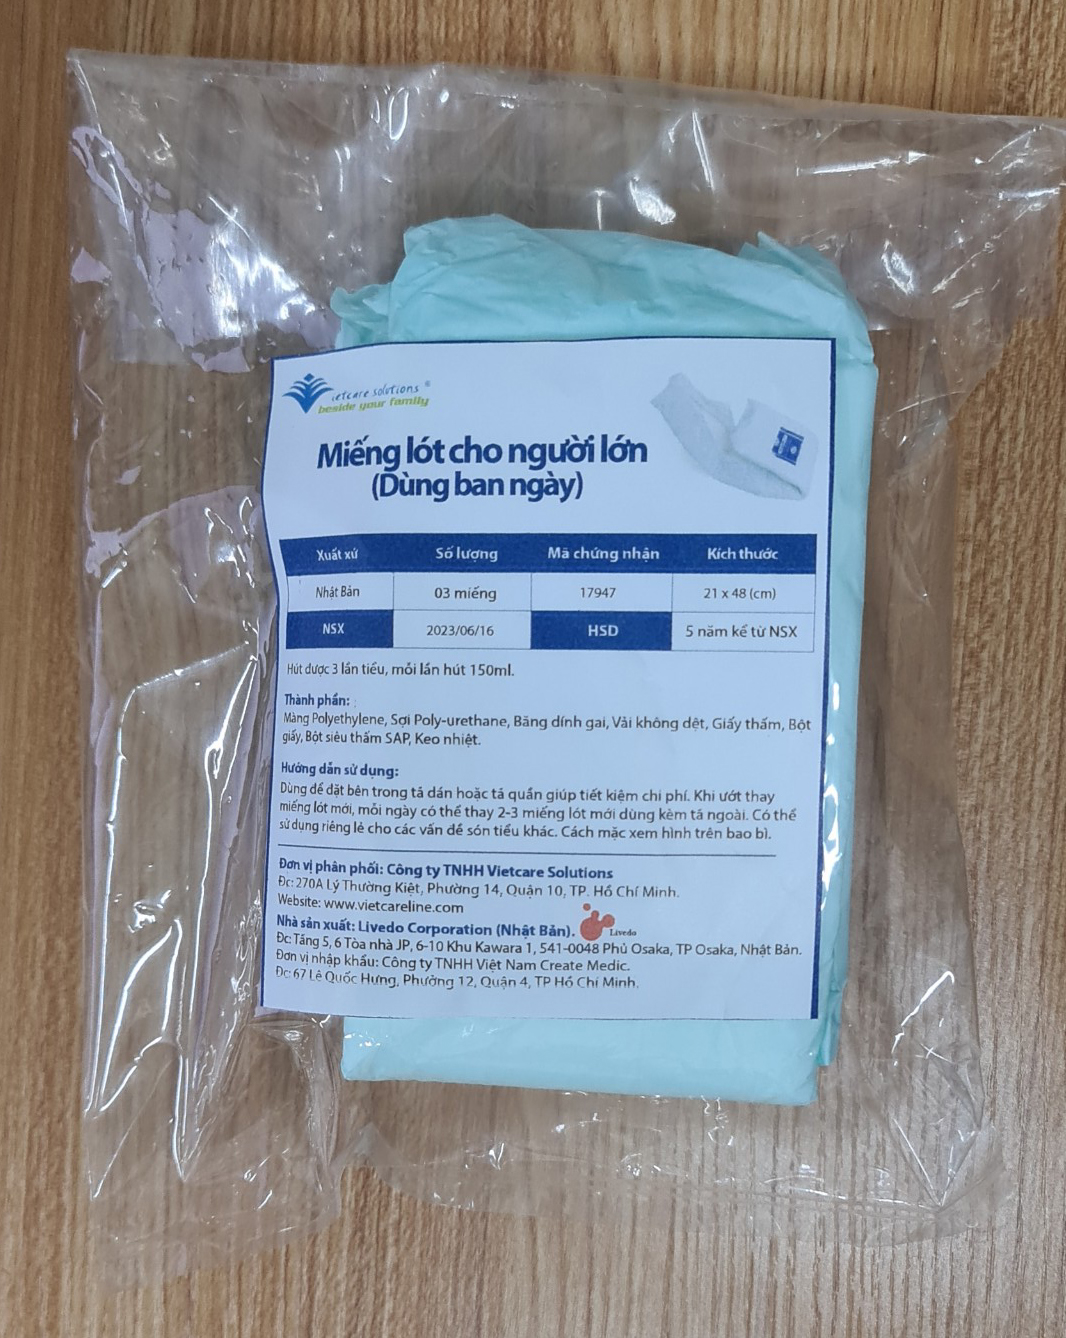 ietcare solutions ®
beside your family
Miếng lót cho người lớn
(Dùng ban ngày)
Xuất xứ Số lượng Mã chứng nhận Kích thước
Nhật Bản 03 miếng 17947 21 x 48 (cm)
NSX 2023/06/16 HSD 5 năm kể từ NSX
Hút được 3 lần tiểu, mỗi lần hút 150ml.
Thành phần:
Màng Polyethylene, Sợi Poly-urethane, Băng dính gai, Vải không dệt, Giấy thấm, Bột
giấy, Bột siêu thấm SAP, Keo nhiệt.
Hướng dẫn sử dụng:
Dùng để đặt bên trong tã dán hoặc tã quần giúp tiết kiệm chi phí. Khi ướt thay
miếng lót mới, mỗi ngày có thể thay 2-3 miếng lót mới dùng kèm tã ngoài. Có thể
sử dụng riêng lẻ cho các vấn đề són tiểu khác. Cách mặc xem hình trên bao bì.
Đơn vị phân phối: Công ty TNHH Vietcare Solutions
Đc: 270A Lý Thường Kiệt, Phường 14, Quận 10, TP. Hồ Chí Minh.
Website: www.vietcareline.com
Nhà sản xuất: Livedo Corporation (Nhật Bản). Livedo
Đc: Tầng 5, 6 Tòa nhà JP, 6-10 Khu Kawara 1, 541-0048 Phủ Osaka, TP Osaka, Nhật Bản.
Đơn vị nhập khẩu: Công ty TNHH Việt Nam Create Medic.
Đc: 67 Lê Quốc Hưng, Phường 12, Quận 4, TP Hồ Chí Minh.